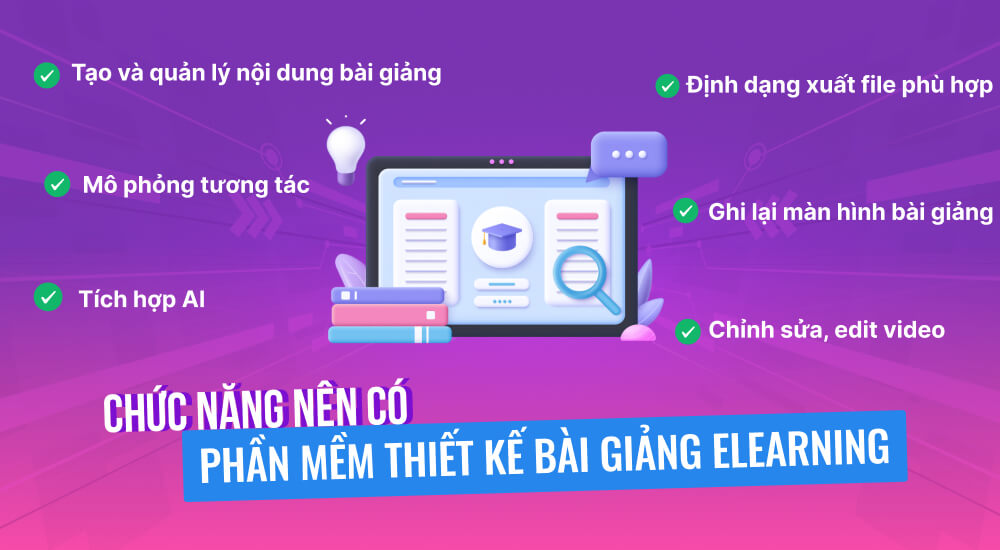 Tạo và quản lý nội dung bài giảng
Mô phỏng tương tác
Tích hợp AI
Định dạng xuất file phù hợp
Ghi lại màn hình bài giảng
Chỉnh sửa, edit video
CHỨC NĂNG NÊN CÓ
PHẦN MỀM THIẾT KẾ BÀI GIẢNG ELEARNING